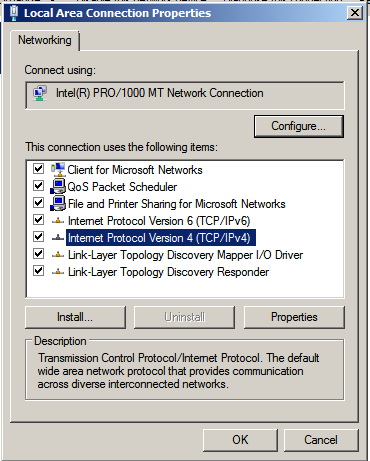 Local Area Connection Properties
Networking
Connect using:
Intel(R) PRO/1000 MT Network Connection
Configure...
This connection uses the following items:
Client for Microsoft Networks
QoS Packet Scheduler
File and Printer Sharing for Microsoft Networks
Internet Protocol Version 6 (TCP/IPv6)
Internet Protocol Version 4 (TCP/IPv4)
Link-Layer Topology Discovery Mapper I/O Driver
Link-Layer Topology Discovery Responder
Install... Uninstall Properties
Description
Transmission Control Protocol/Internet Protocol. The default
wide area network protocol that provides communication
across diverse interconnected networks.
OK Cancel